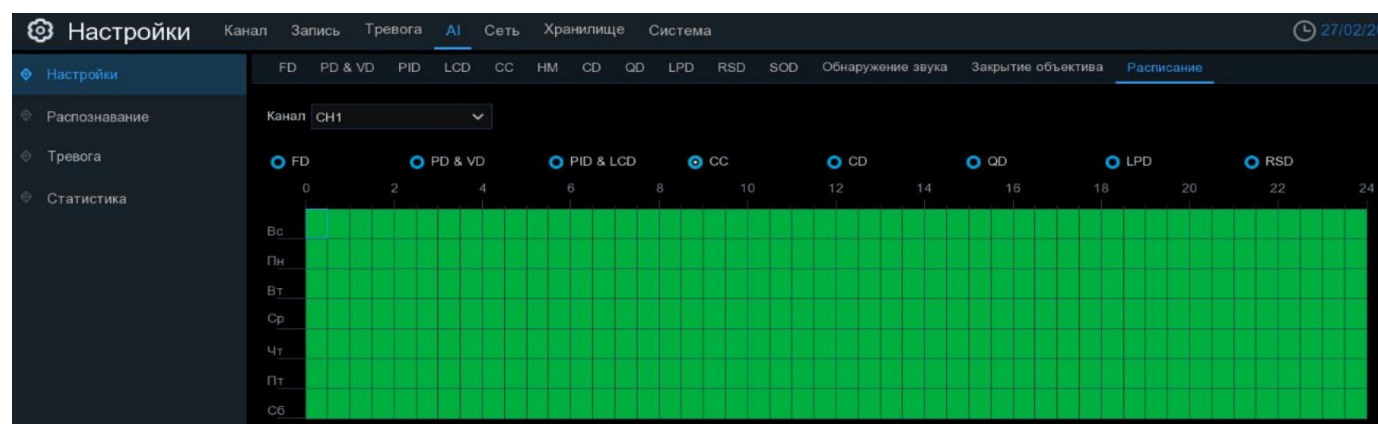 Настройки Канал Запись Тревога AI Сеть Хранилище Система 27/02/2
Настройки FD PD & VD PID LCD CC HM CD QD LPD RSD SOD Обнаружение звука Закрытие объектива Расписание
Распознавание
Тревога
Статистика
Канал CH1
FD PD & VD PID & LCD CC CD QD LPD RSD
0 2 4 6 8 10 12 14 16 18 20 22 24
Вс
Пн
Вт
Ср
Чт
Пт
Сб